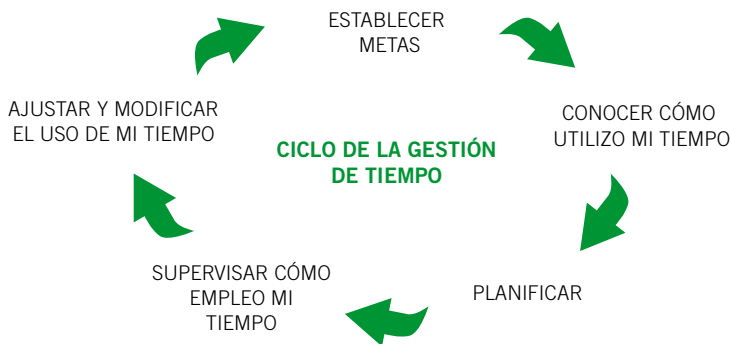 ESTABLECER
METAS
CONOCER CÓMO
UTILIZO MI TIEMPO
PLANIFICAR
SUPERVISAR CÓMO
EMPLEO MI
TIEMPO
AJUSTAR Y MODIFICAR
EL USO DE MI TIEMPO
CICLO DE LA GESTIÓN
DE TIEMPO